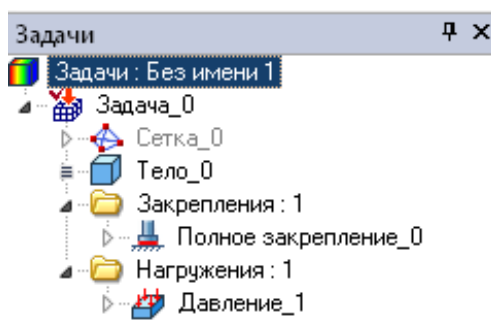 Задачи
Задачи : Без имени 1
Задача_0
Сетка_0
Тело_0
Закрепления : 1
Полное закрепление_0
Нагружения : 1
Давление_1